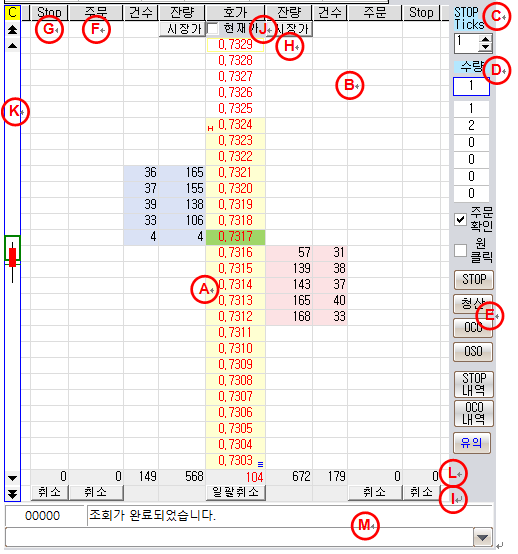 C Stop 주문 건수 잔량 호가 잔량 건수 주문 Stop STOP Ticks C
G F 시장가 현재가 J 시장가 1
0.7329 H
0.7328 수량 D
0.7327
0.7326 B 1
0.7325 1
K H 0.7324 2
0.7323 0
0.7322 0
36 165 0.7321 0
37 155 0.7320 0
39 138 0.7319 주문
33 106 0.7318 확인
4 4 0.7317
0.7316 57 31 원
0.7315 139 38 클릭
A 0.7314 143 37 STOP
0.7313 165 40 청산
0.7312 168 33 OCO E
0.7311
0.7310 OSO
0.7309
0.7308 STOP
0.7307 내역
0.7306 OCO
0.7305 내역
0.7304 유의
0.7303
0 0 149 568 104 672 179 0 0 L
취소 취소 일괄취소 취소 취소 I
00000 조회가 완료되었습니다.
M